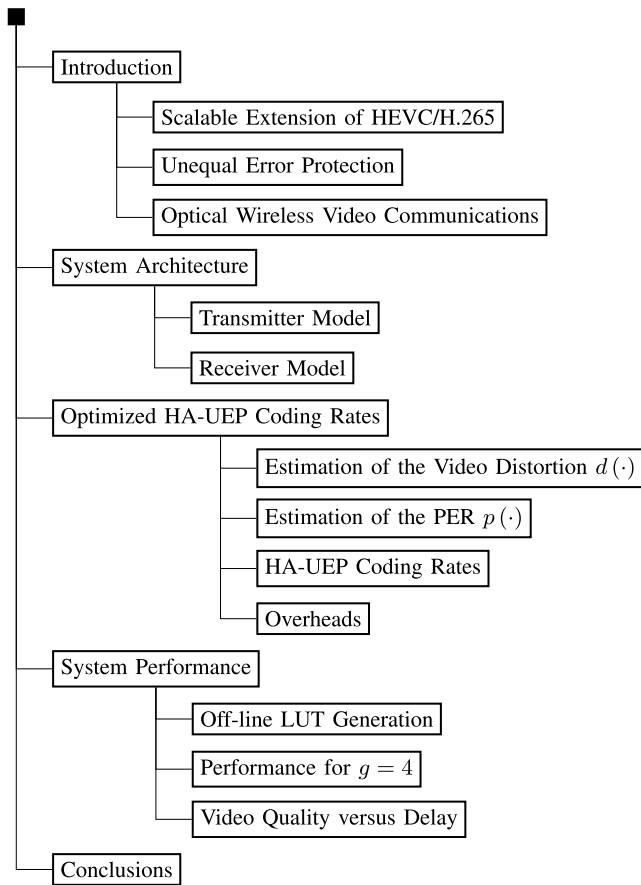 Introduction
Scalable Extension of HEVC/H.265
Unequal Error Protection
Optical Wireless Video Communications
System Architecture
Transmitter Model
Receiver Model
Optimized HA-UEP Coding Rates
Estimation of the Video Distortion d (·)
Estimation of the PER p (·)
HA-UEP Coding Rates
Overheads
System Performance
Off-line LUT Generation
Performance for g = 4
Video Quality versus Delay
Conclusions